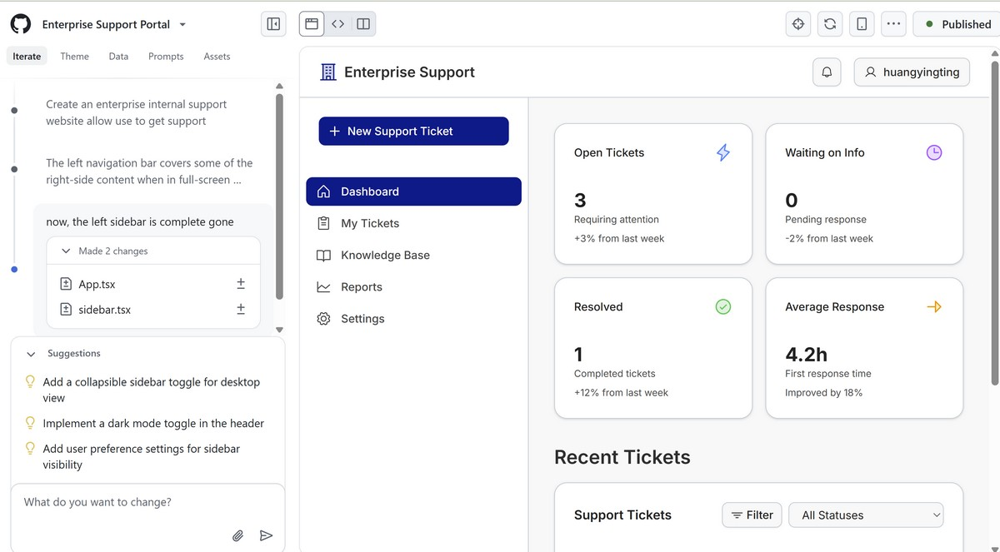 Enterprise Support Portal
Published
Iterate
Theme
Data
Prompts
Assets
Create an enterprise internal support
website allow use to get support
The left navigation bar covers some of the
right-side content when in full-screen ...
now, the left sidebar is complete gone
Made 2 changes
App.tsx
sidebar.tsx
Suggestions
Add a collapsible sidebar toggle for desktop
view
Implement a dark mode toggle in the header
Add user preference settings for sidebar
visibility
What do you want to change?
Enterprise Support
huangyingting
New Support Ticket
Dashboard
My Tickets
Knowledge Base
Reports
Settings
Open Tickets
3
Requiring attention
+3% from last week
Waiting on Info
0
Pending response
-2% from last week
Resolved
1
Completed tickets
+12% from last week
Average Response
4.2h
First response time
Improved by 18%
Recent Tickets
Support Tickets
Filter
All Statuses